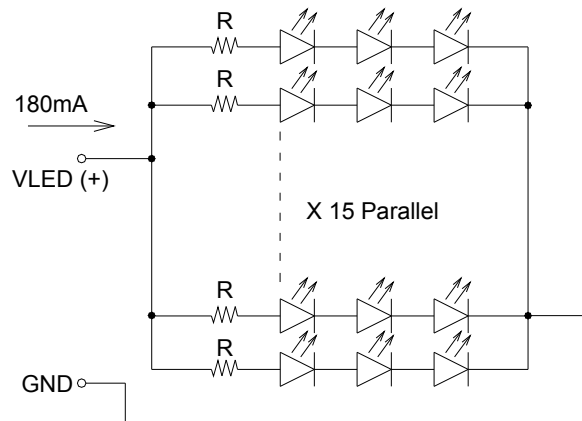 R
R
180mA
VLED (+)
X 15 Parallel
R
R
GND